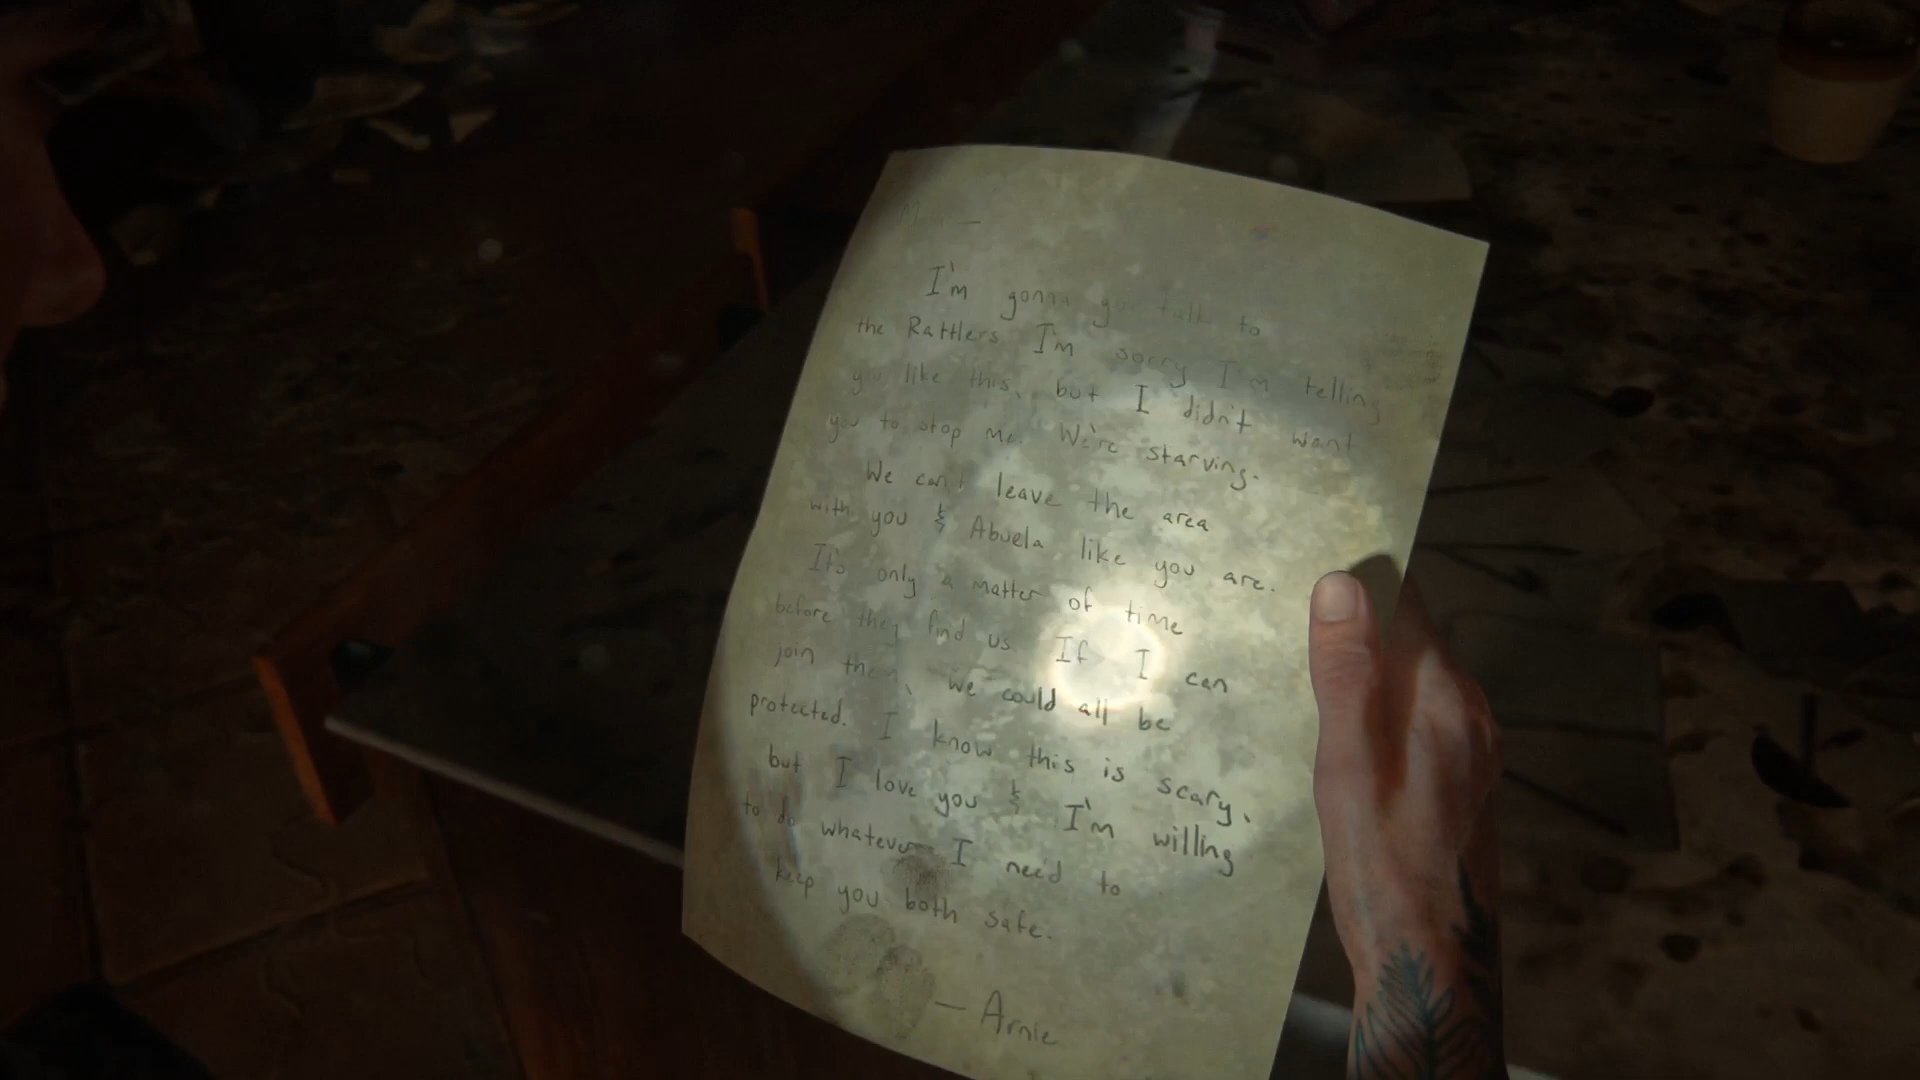 Mom —
I'm gonna go talk to
the Rattlers. I'm sorry I'm telling
you like this, but I didn't want
you to stop me. We're starving.
We can't leave the area
with you & Abuela like you are.
It's only a matter of time
before they find us. If I can
join them, we could all be
protected. I know this is scary,
but I love you & I'm willing
to do whatever I need to
keep you both safe.
— Arnie